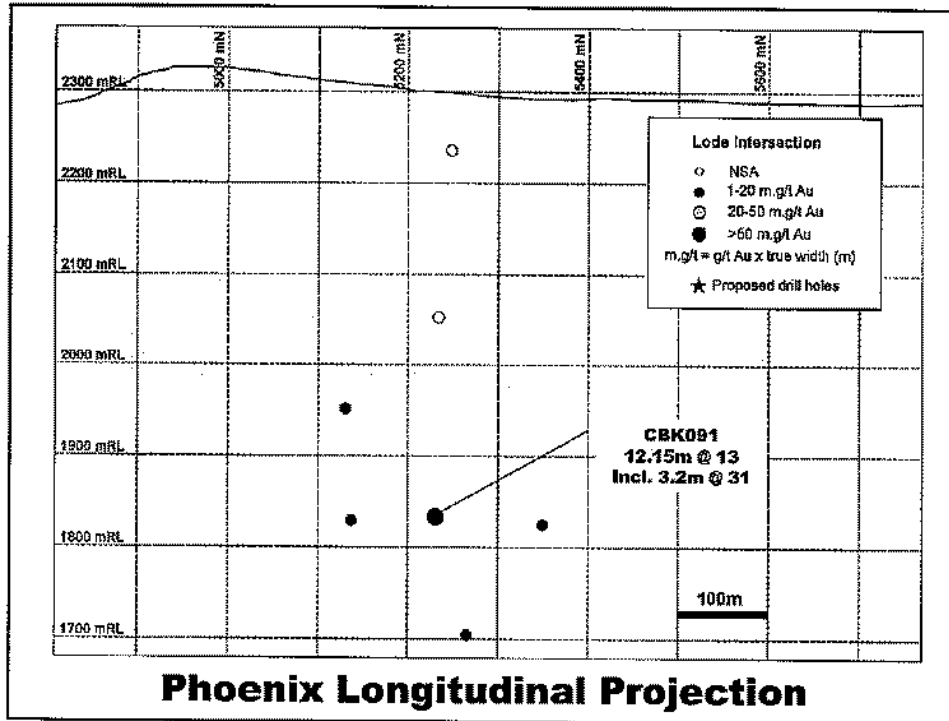 5000 mN
5200 mN
5400 mN
5600 mN
2300 mRL
2200 mRL
2100 mRL
2000 mRL
1900 mRL
1800 mRL
1700 mRL
Lode Intersection
NSA
1-20 m.g/t Au
20-50 m.g/t Au
>60 m.g/t Au
m.g/t = g/t Au x true width (m)
Proposed drill holes
CBK091
12.15m @ 13
Incl. 3.2m @ 31
100m
Phoenix Longitudinal Projection